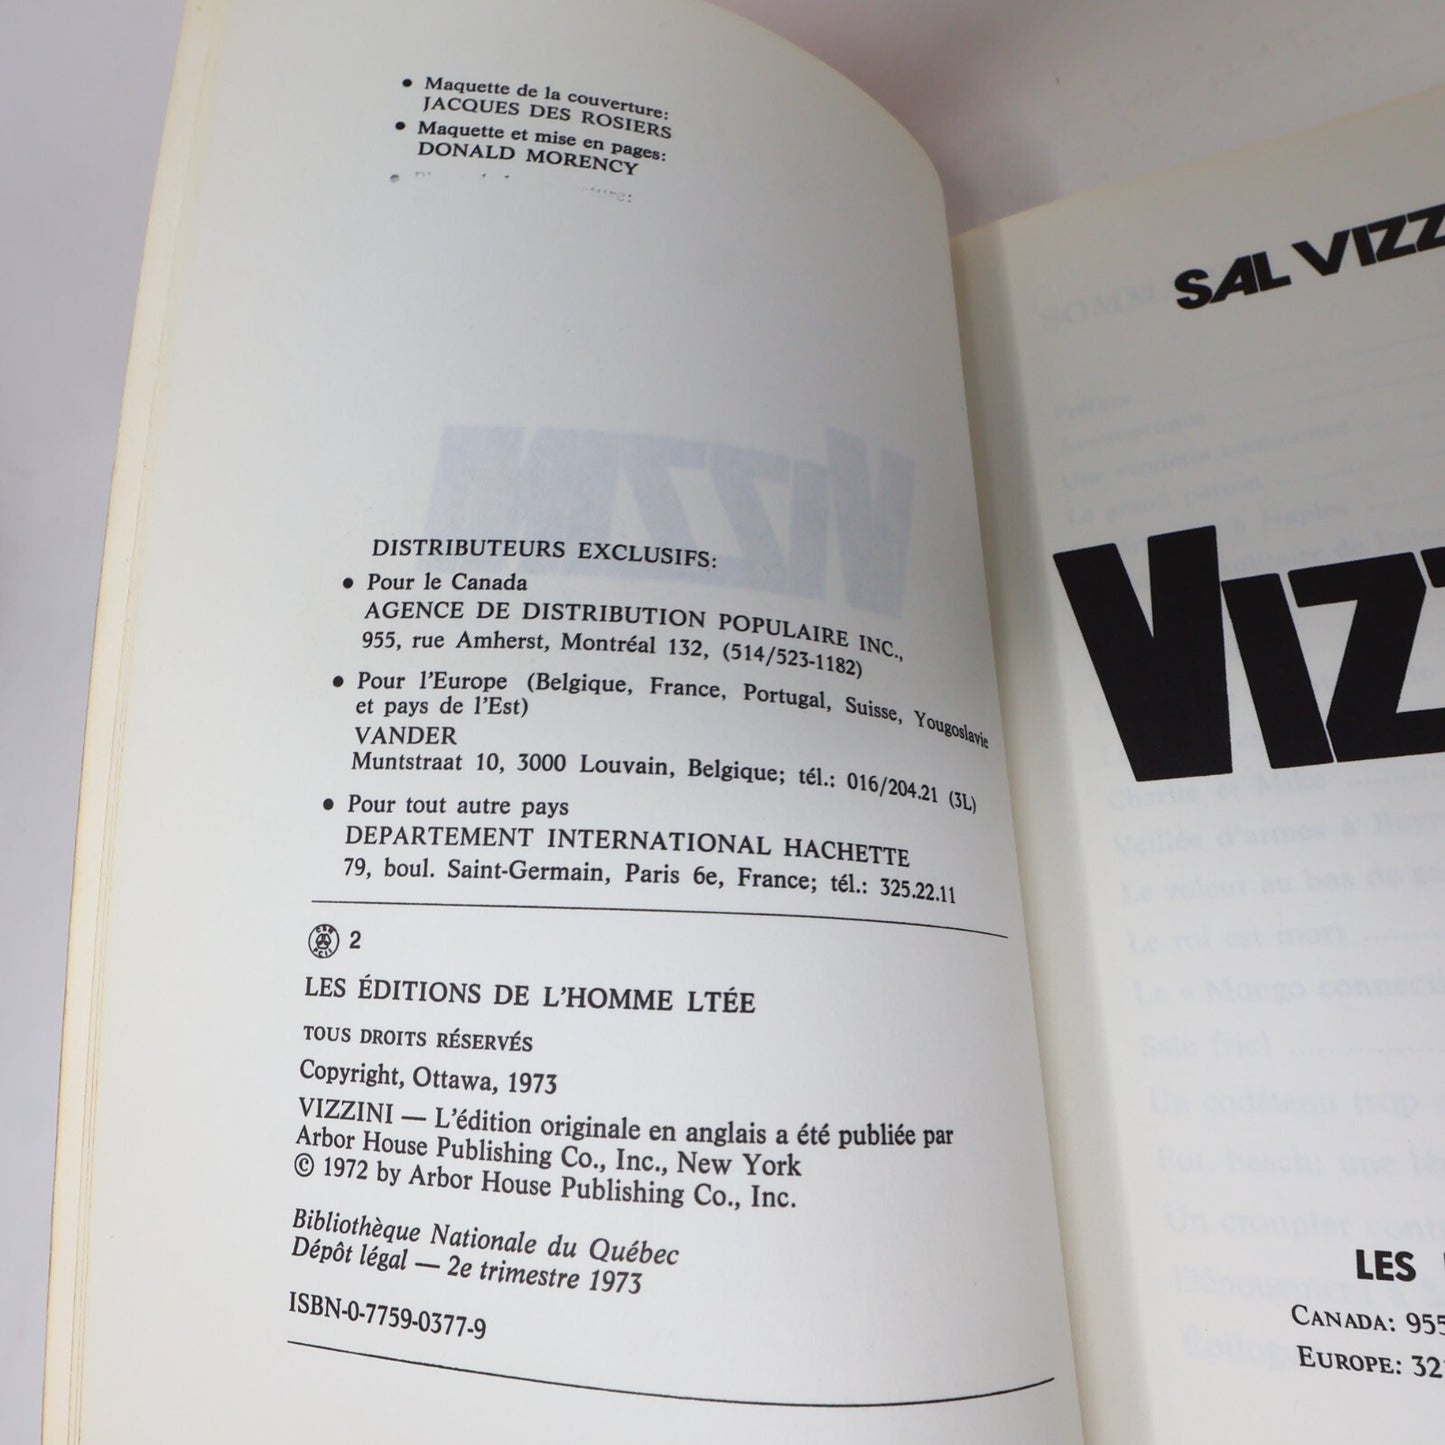 • Maquette de la couverture:
JACQUES DES ROSIERS
• Maquette et mise en pages:
DONALD MORENCY
DISTRIBUTEURS EXCLUSIFS:
• Pour le Canada
AGENCE DE DISTRIBUTION POPULAIRE INC.,
955, rue Amherst, Montréal 132, (514/523-1182)
• Pour l'Europe (Belgique, France, Portugal, Suisse, Yougoslavie
et pays de l'Est)
VANDER
Muntstraat 10, 3000 Louvain, Belgique; tél.: 016/204.21 (3L)
• Pour tout autre pays
DEPARTEMENT INTERNATIONAL HACHETTE
79, boul. Saint-Germain, Paris 6e, France; tél.: 325.22.11
2
LES ÉDITIONS DE L'HOMME LTÉE
TOUS DROITS RÉSERVÉS
Copyright, Ottawa, 1973
VIZZINI — L'édition originale en anglais a été publiée par
Arbor House Publishing Co., Inc., New York
© 1972 by Arbor House Publishing Co., Inc.
Bibliothèque Nationale du Québec
Dépôt légal — 2e trimestre 1973
ISBN-0-7759-0377-9
SAL VIZZ
VIZ
LES
CANADA: 955
EUROPE: 32